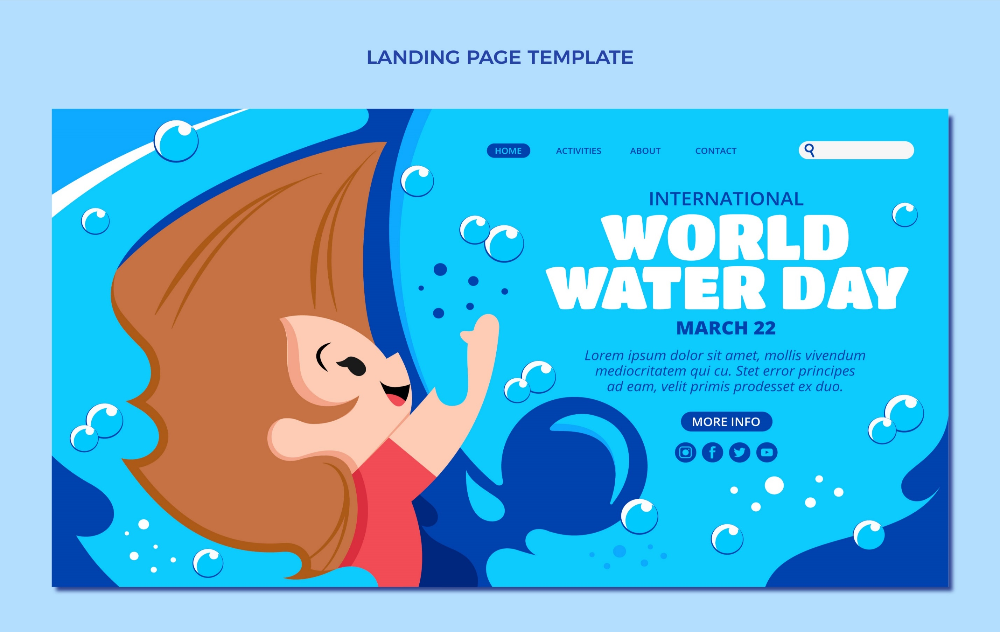 LANDING PAGE TEMPLATE
HOME ACTIVITIES ABOUT CONTACT
INTERNATIONAL
WORLD
WATER DAY
MARCH 22
Lorem ipsum dolor sit amet, mollis vivendum
mediocritatem qui cu. Stet error principes
ad eam, velit primis prodesset ex duo.
MORE INFO